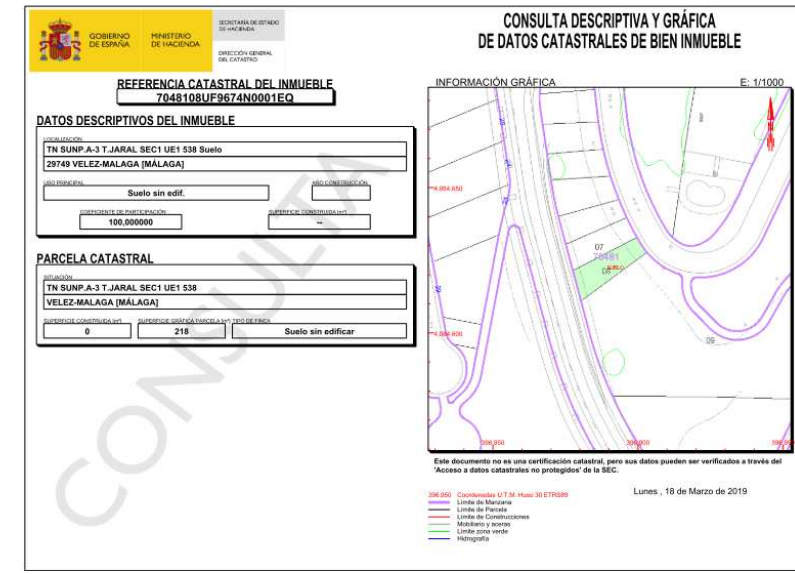 GOBIERNO DE ESPAÑA
MINISTERIO DE HACIENDA
SECRETARÍA DE ESTADO DE HACIENDA
DIRECCIÓN GENERAL DEL CATASTRO
CONSULTA DESCRIPTIVA Y GRÁFICA
DE DATOS CATASTRALES DE BIEN INMUEBLE
REFERENCIA CATASTRAL DEL INMUEBLE
7048108UF9674N0001EQ
DATOS DESCRIPTIVOS DEL INMUEBLE
LOCALIZACIÓN
TN SUNP.A-3 T.JARAL SEC1 UE1 538 Suelo
29749 VELEZ-MALAGA [MÁLAGA]
USO PRINCIPAL
Suelo sin edif.
AÑO CONSTRUCCIÓN
COEFICIENTE DE PARTICIPACIÓN
100,000000
SUPERFICIE CONSTRUIDA [m²]
--
PARCELA CATASTRAL
SITUACIÓN
TN SUNP.A-3 T.JARAL SEC1 UE1 538
VELEZ-MALAGA [MÁLAGA]
SUPERFICIE CONSTRUIDA [m²]
0
SUPERFICIE GRÁFICA PARCELA [m²]
218
TIPO DE FINCA
Suelo sin edificar
CONSULTA
INFORMACIÓN GRÁFICA
E: 1/1000
4,064,650
07
70481
08
SUELO
4,064,600
09
396,850
396,900
Este documento no es una certificación catastral, pero sus datos pueden ser verificados a través del
'Acceso a datos catastrales no protegidos' de la SEC.
396,950 Coordenadas U.T.M. Huso 30 ETRS89
Límite de Manzana
Límite de Parcela
Límite de Construcciones
Mobiliario y aceras
Límite zona verde
Hidrografía
Lunes , 18 de Marzo de 2019